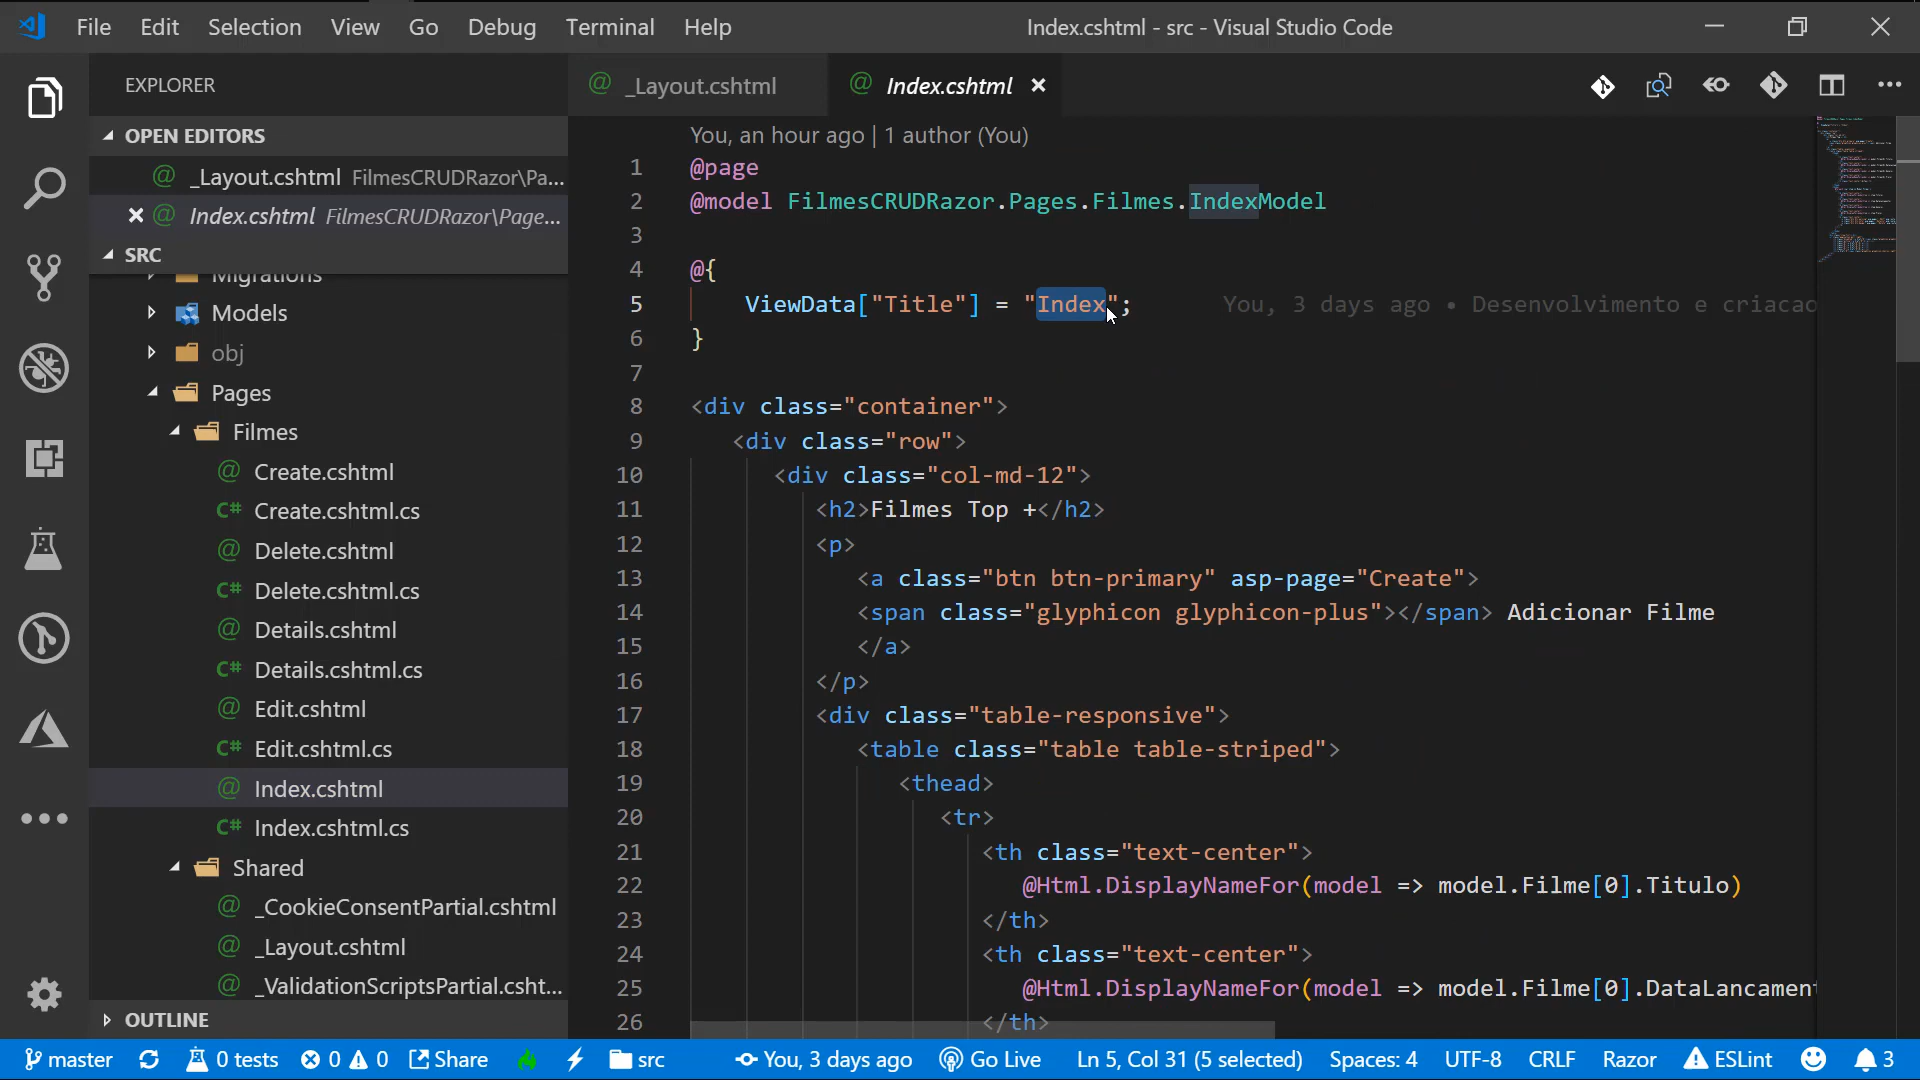 File Edit Selection View Go Debug Terminal Help
Index.cshtml - src - Visual Studio Code
EXPLORER
OPEN EDITORS
_Layout.cshtml FilmesCRUDRazor\Pa...
Index.cshtml FilmesCRUDRazor\Page...
SRC
Migrations
Models
obj
Pages
Filmes
@ Create.cshtml
C# Create.cshtml.cs
@ Delete.cshtml
C# Delete.cshtml.cs
@ Details.cshtml
C# Details.cshtml.cs
@ Edit.cshtml
C# Edit.cshtml.cs
@ Index.cshtml
C# Index.cshtml.cs
Shared
@ _CookieConsentPartial.cshtml
@ _Layout.cshtml
@ _ValidationScriptsPartial.csht...
OUTLINE
@ _Layout.cshtml @ Index.cshtml
You, an hour ago | 1 author (You)
1 @page
2 @model FilmesCRUDRazor.Pages.Filmes.IndexModel
3
4 @{
5 ViewData["Title"] = "Index"; You, 3 days ago • Desenvolvimento e criacao
6 }
7
8 <div class="container">
9 <div class="row">
10 <div class="col-md-12">
11 <h2>Filmes Top +</h2>
12 <p>
13 <a class="btn btn-primary" asp-page="Create">
14 <span class="glyphicon glyphicon-plus"></span> Adicionar Filme
15 </a>
16 </p>
17 <div class="table-responsive">
18 <table class="table table-striped">
19 <thead>
20 <tr>
21 <th class="text-center">
22 @Html.DisplayNameFor(model => model.Filme[0].Titulo)
23 </th>
24 <th class="text-center">
25 @Html.DisplayNameFor(model => model.Filme[0].DataLancament
26 </th>
master 0 tests 0 0 Share src You, 3 days ago Go Live Ln 5, Col 31 (5 selected) Spaces: 4 UTF-8 CRLF Razor ESLint 3